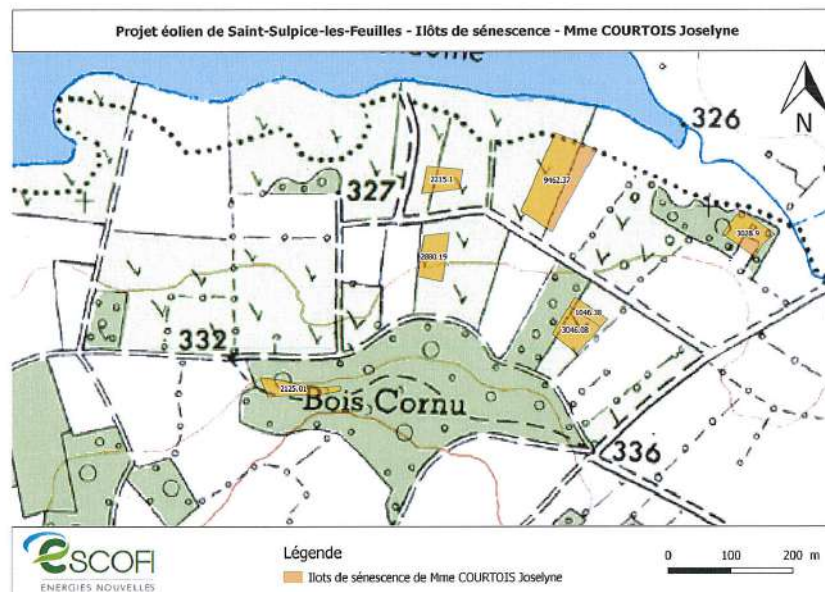 Projet éolien de Saint-Sulpice-les-Feuilles - Ilôts de sénescence - Mme COURTOIS Joselyne
326
N
327
2215.1
9462.37
3028.9
2880.19
1046.38
3046.08
332
2125.01
Bois Cornu
336
ESCOFI
ENERGIES NOUVELLES
Légende
Ilots de sénescence de Mme COURTOIS Joselyne
0 100 200 m